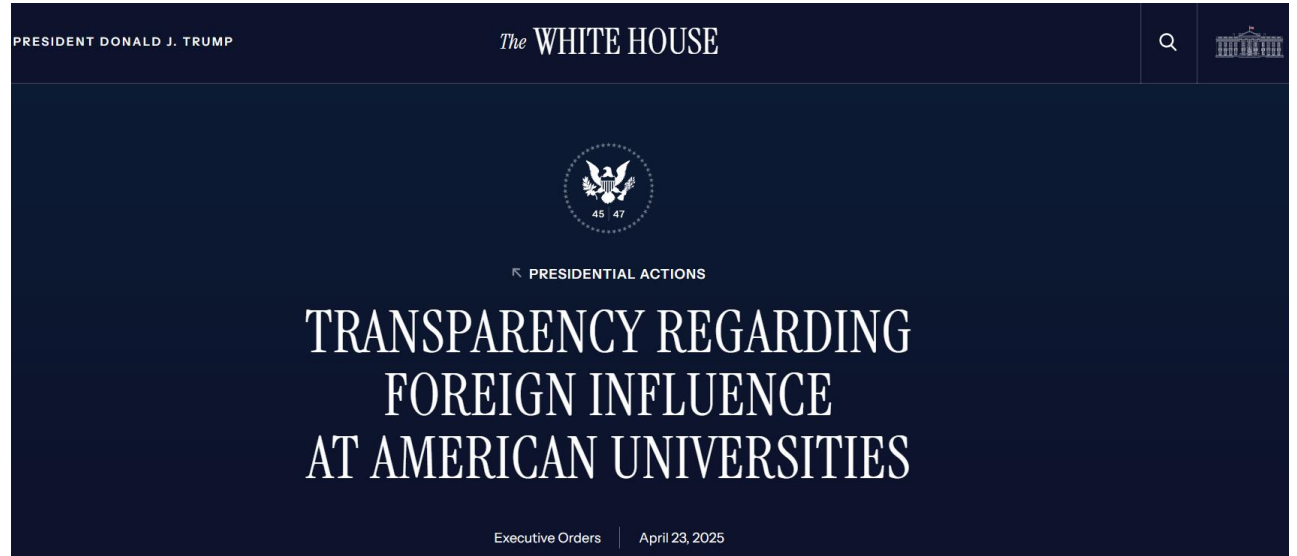 PRESIDENT DONALD J. TRUMP
The WHITE HOUSE
45 47
PRESIDENTIAL ACTIONS
TRANSPARENCY REGARDING
FOREIGN INFLUENCE
AT AMERICAN UNIVERSITIES
Executive Orders April 23, 2025